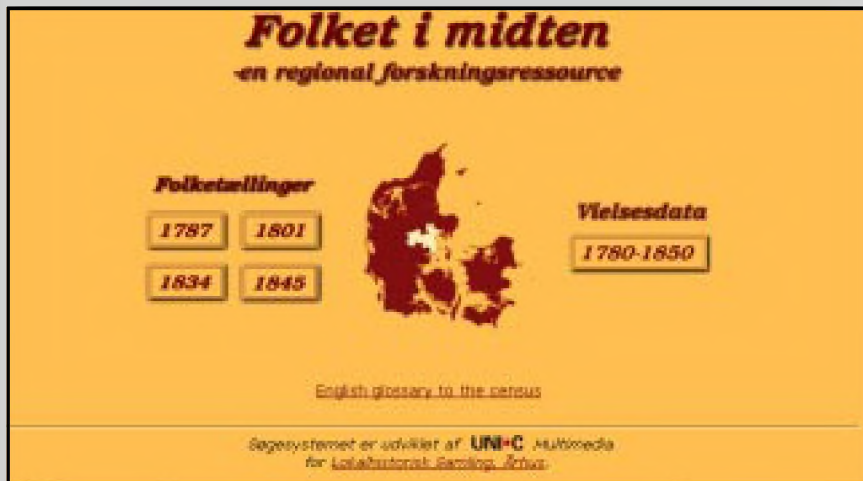 Folket i midten
-en regional forskningsressource
Folketællinger
1787 1801
1834 1845
Vielsesdata
1780-1850
English glossary to the census
Søgesystemet er udviklet af UNI•C Multimedia
for Lokalhistorisk Samling, Århus.